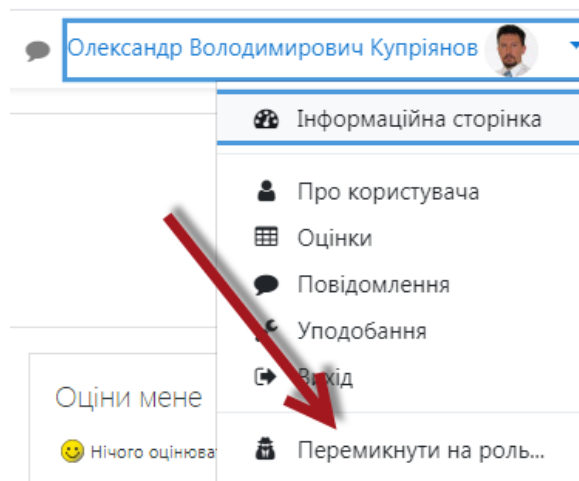 Олександр Володимирович Купріянов
Інформаційна сторінка
Про користувача
Оцінки
Повідомлення
Уподобання
Вихід
Оціни мене
Нічого оцінюва
Перемикнути на роль...